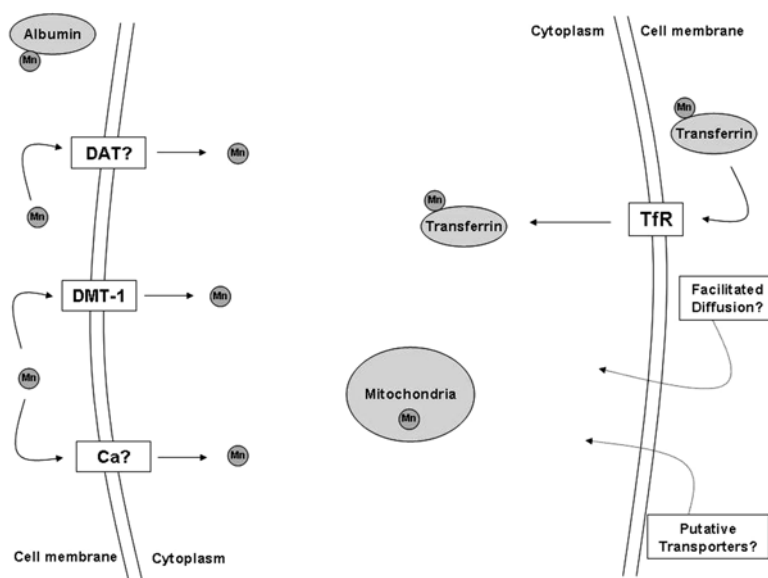 Albumin
Mn
DAT?
Mn
Mn
DMT-1
Mn
Mn
Ca?
Mn
Cell membrane
Cytoplasm
Cytoplasm
Cell membrane
Mn
Transferrin
Mn
Transferrin
TfR
Facilitated
Diffusion?
Mitochondria
Mn
Putative
Transporters?